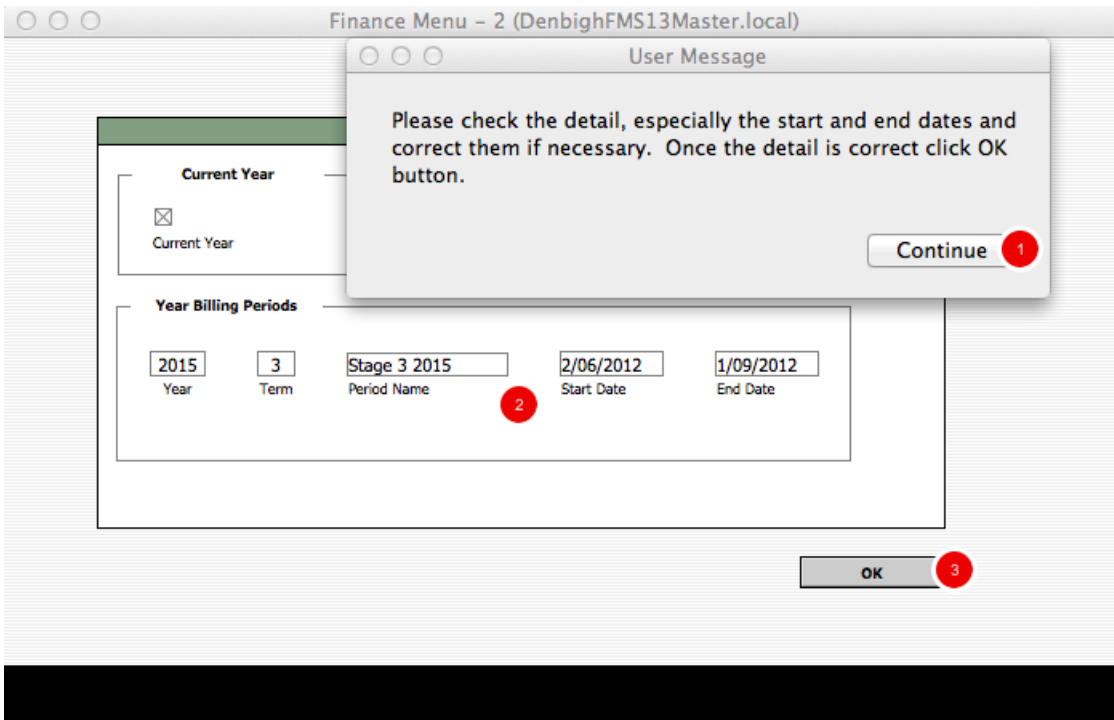 Finance Menu – 2 (DenbighFMS13Master.local)
User Message
Please check the detail, especially the start and end dates and
correct them if necessary.  Once the detail is correct click OK
button.
Continue 1
Current Year
Current Year
Year Billing Periods
2015 3 Stage 3 2015 2/06/2012 1/09/2012
Year Term Period Name Start Date End Date
2
OK 3